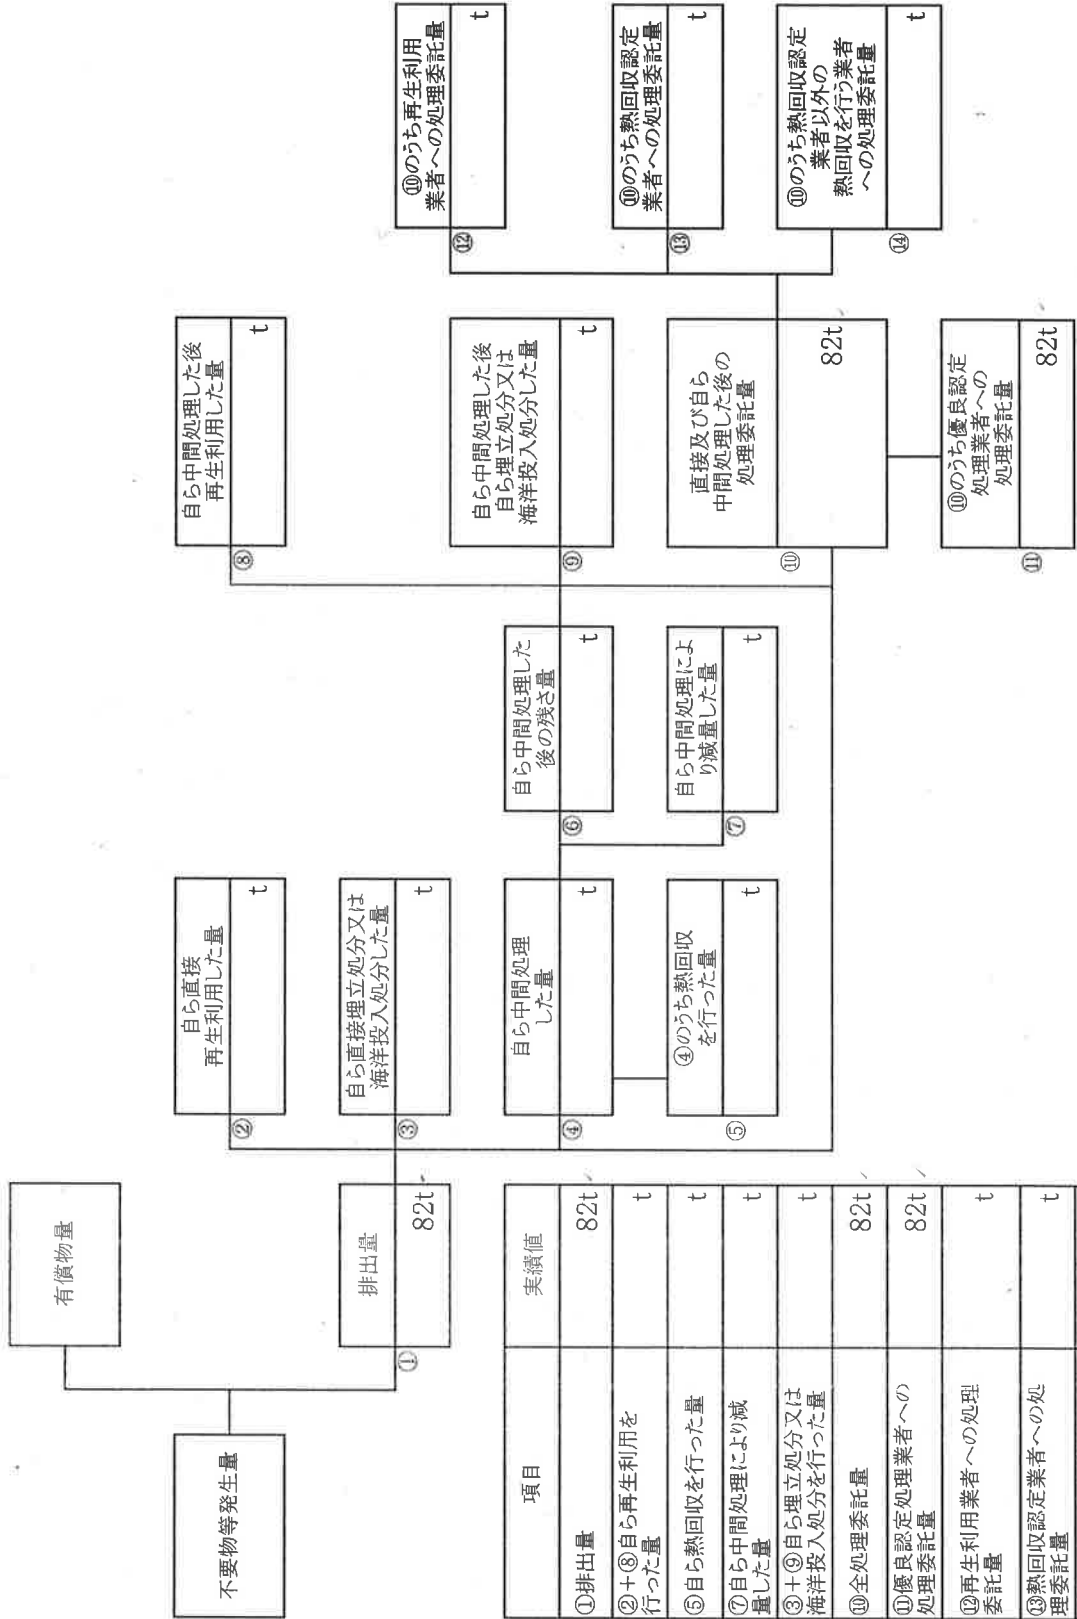 不要物等発生量
有償物量
①
排出量
82t
②
自ら直接
再生利用した量
t
③
自ら直接埋立処分又は
海洋投入処分した量
t
④
自ら中間処理
した量
t
⑤
④のうち熱回収
を行った量
t
⑥
自ら中間処理した
後の残さ量
t
⑦
自ら中間処理によ
り減量した量
t
⑧
自ら中間処理した後
再生利用した量
t
⑨
自ら中間処理した後
自ら埋立処分又は
海洋投入処分した量
t
⑩
直接及び自ら
中間処理した後の
処理委託量
82t
⑪
⑩のうち優良認定
処理業者への
処理委託量
82t
⑫
⑩のうち再生利用
業者への処理委託量
t
⑬
⑩のうち熱回収認定
業者への処理委託量
t
⑭
⑩のうち熱回収認定
業者以外の
熱回収を行う業者
への処理委託量
t
項目 実績値
①排出量 82t
②+⑧自ら再生利用を
行った量 t
⑤自ら熱回収を行った量 t
⑦自ら中間処理により減
量した量 t
③+⑨自ら埋立処分又は
海洋投入処分を行った量 t
⑩全処理委託量 82t
⑪優良認定処理業者への
処理委託量 82t
⑫再生利用業者への処理
委託量 t
⑬熱回収認定業者への処
理委託量 t